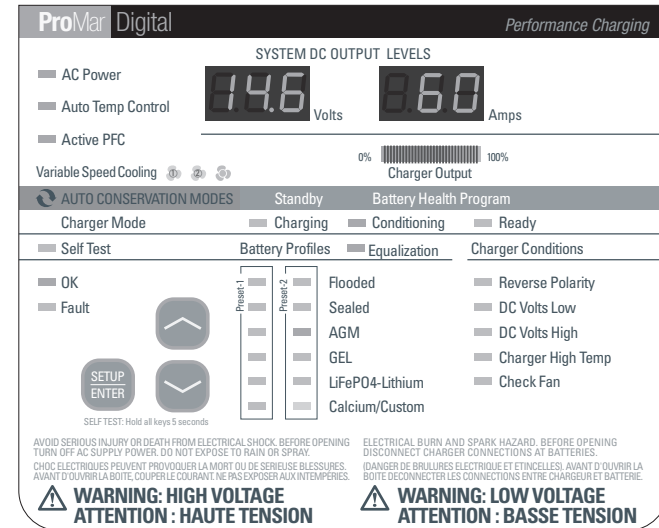 ProMar Digital Performance Charging
SYSTEM DC OUTPUT LEVELS
AC Power
Auto Temp Control
Active PFC
14.6 Volts
60 Amps
0% 100%
Charger Output
Variable Speed Cooling 1 2 3
AUTO CONSERVATION MODES Standby Battery Health Program
Charger Mode Charging Conditioning Ready
Self Test Battery Profiles Equalization Charger Conditions
OK
Fault
Preset-1
Preset-2
Flooded
Sealed
AGM
GEL
LiFePO4-Lithium
Calcium/Custom
Reverse Polarity
DC Volts Low
DC Volts High
Charger High Temp
Check Fan
SETUP
ENTER
SELF TEST: Hold all keys 5 seconds
AVOID SERIOUS INJURY OR DEATH FROM ELECTRICAL SHOCK. BEFORE OPENING
TURN OFF AC SUPPLY POWER. DO NOT EXPOSE TO RAIN OR SPRAY.
CHOC ELECTRIQUES PEUVENT PROVOQUER LA MORT OU DE SERIEUSE BLESSURES.
AVANT D'OUVRIR LA BOITE, COUPER LE COURANT. NE PAS EXPOSER AUX INTEMPÉRIES.
WARNING: HIGH VOLTAGE
ATTENTION : HAUTE TENSION
ELECTRICAL BURN AND SPARK HAZARD. BEFORE OPENING
DISCONNECT CHARGER CONNECTIONS AT BATTERIES.
(DANGER DE BRULURES ELECTRIQUE ET ETINCELLES). AVANT D'OUVRIR LA
BOITE DECONNECTER LES CONNECTIONS ENTRE CHARGEUR ET BATTERIE.
WARNING: LOW VOLTAGE
ATTENTION : BASSE TENSION